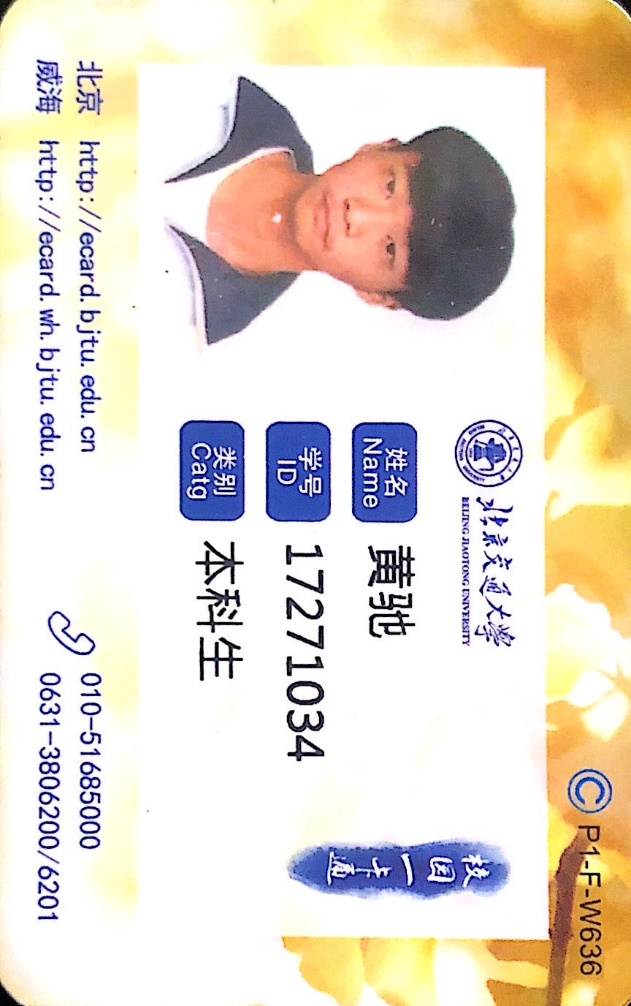 © P1-F-W636
北京交通大学
BEIJING JIAOTONG UNIVERSITY
姓名 黄驰
Name
学号 17271034
ID
类别 本科生
Catg
校园一卡通
北京 http://ecard.bjtu.edu.cn 010-51685000
威海 http://ecard.wh.bjtu.edu.cn 0631-3806200/6201